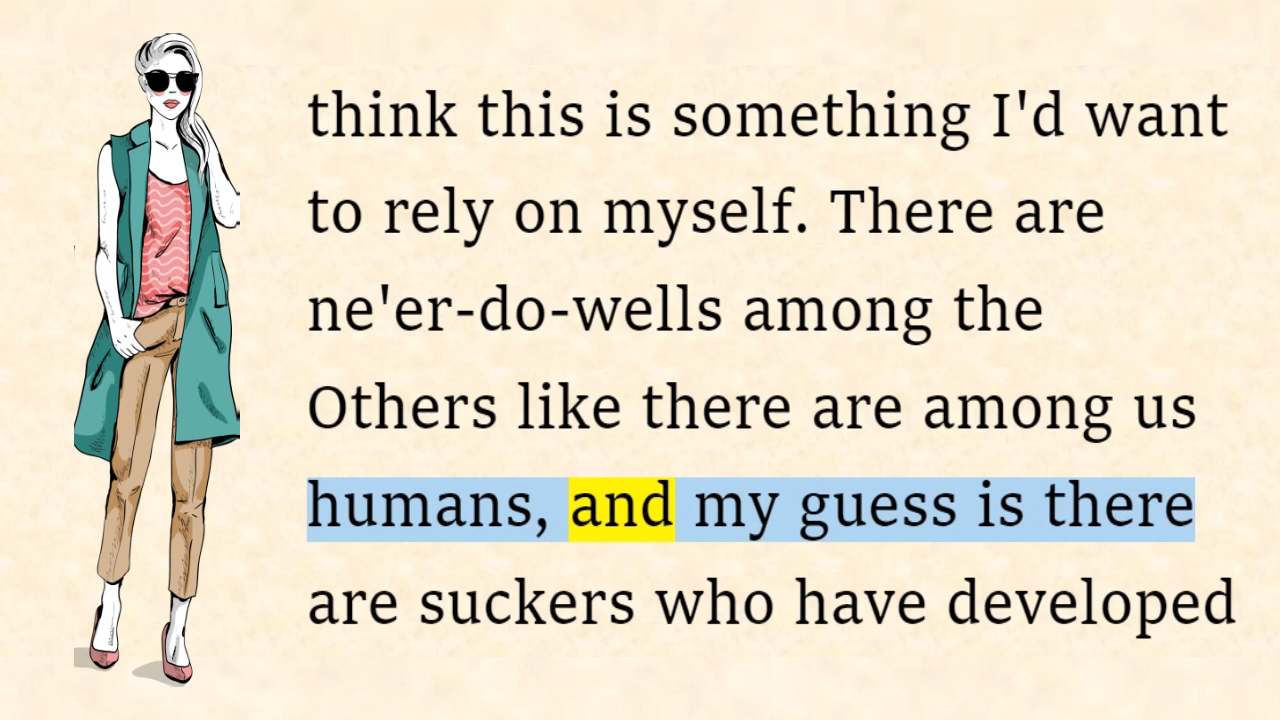 think this is something I'd want
to rely on myself. There are
ne'er-do-wells among the
Others like there are among us
humans, and my guess is there
are suckers who have developed